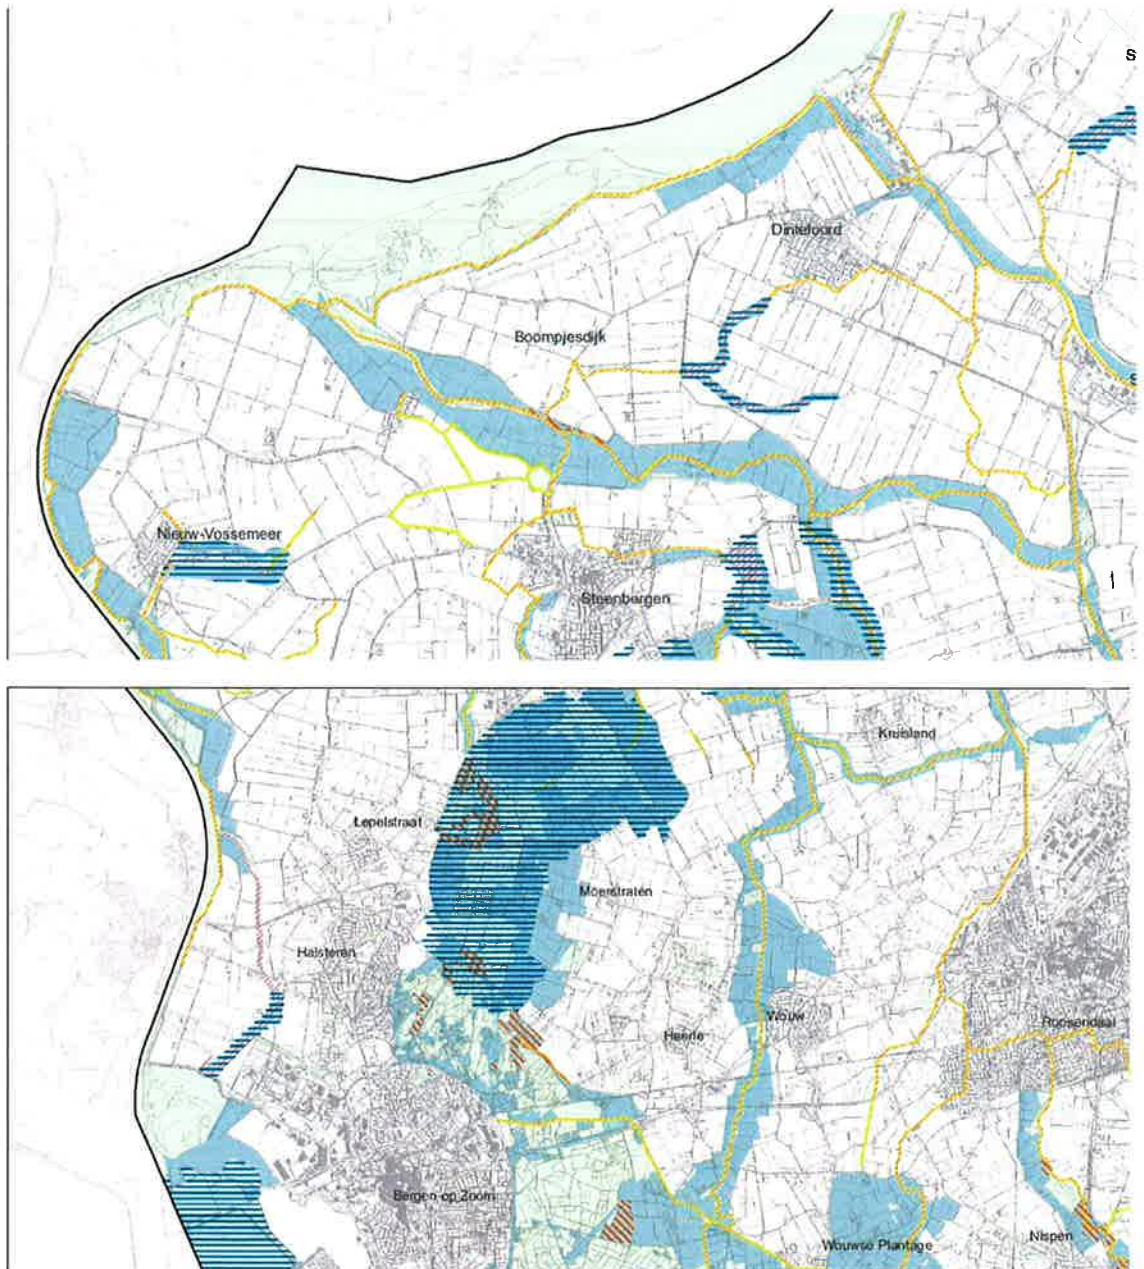 s
Dinteloord
Boompjesdijk
s
Nieuw-Vossemeer
Steenbergen
Kruisland
Lepelstraat
Moerstraten
Halsteren
Wouw
Heerle
Roosendaal
Bergen op Zoom
Nispen
Wouwse Plantage